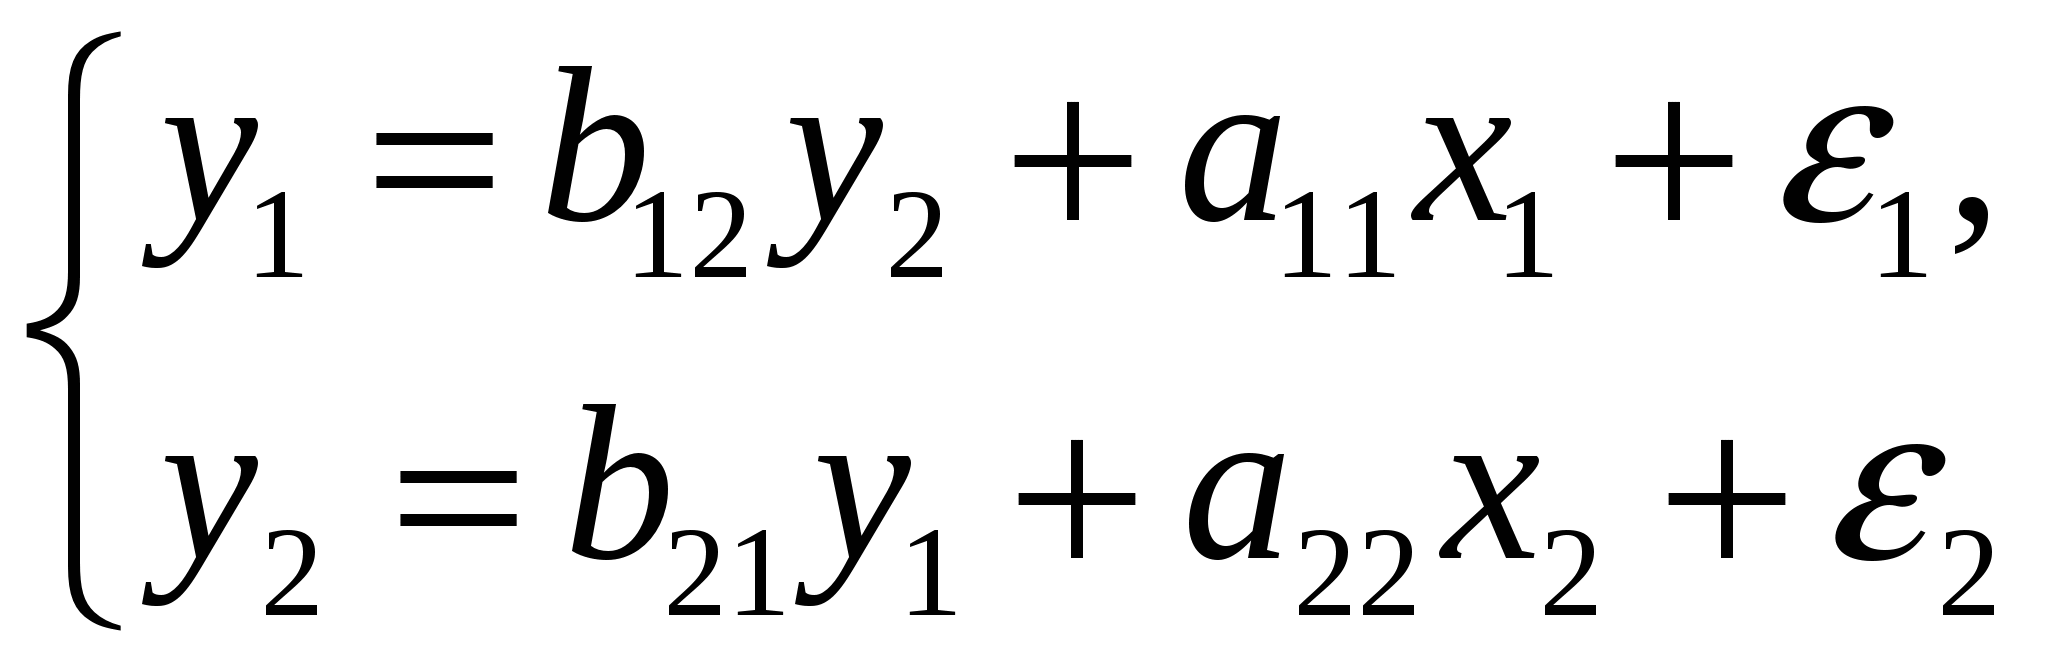 y₁ = b₁₂y₂ + a₁₁x₁ + ε₁,
y₂ = b₂₁y₁ + a₂₂x₂ + ε₂